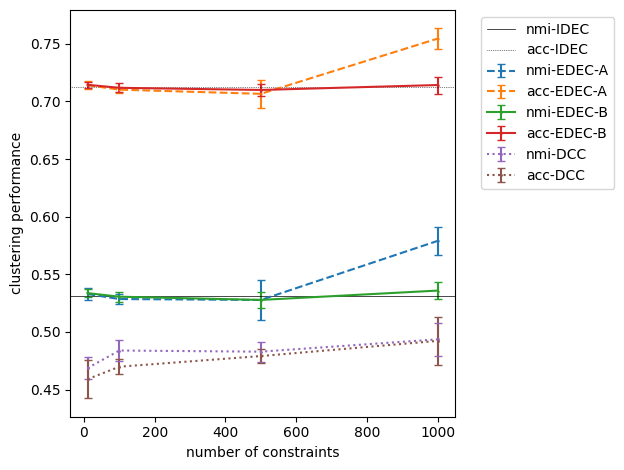 0.75
0.70
0.65
0.60
0.55
0.50
0.45
clustering performance
0
200
400
600
800
1000
number of constraints
nmi-IDEC
acc-IDEC
nmi-EDEC-A
acc-EDEC-A
nmi-EDEC-B
acc-EDEC-B
nmi-DCC
acc-DCC